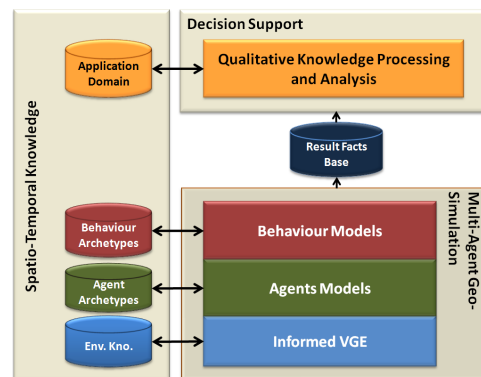 Decision Support
Application
Domain
Qualitative Knowledge Processing
and Analysis
Spatio-Temporal Knowledge
Result Facts
Base
Multi-Agent Geo-
Simulation
Behaviour
Archetypes
Behaviour Models
Agent
Archetypes
Agents Models
Env. Kno.
Informed VGE